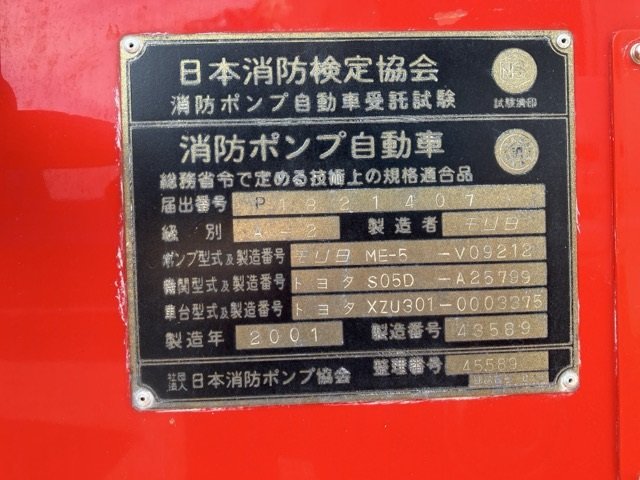 日本消防検定協会
消防ポンプ自動車受託試験
NS
試験済印
消防ポンプ自動車
総務省令で定める技術上の規格適合品
届出番号 P1821407
級別 A-2 製造者 モリタ
ポンプ型式及製造番号 モリタ ME-5 -V09212
機関型式及製造番号 トヨタ S05D -A25799
車台型式及製造番号 トヨタ XZU301-0003375
製造年 2001 製造番号 43589
社団法人 日本消防ポンプ協会 整理番号 45589